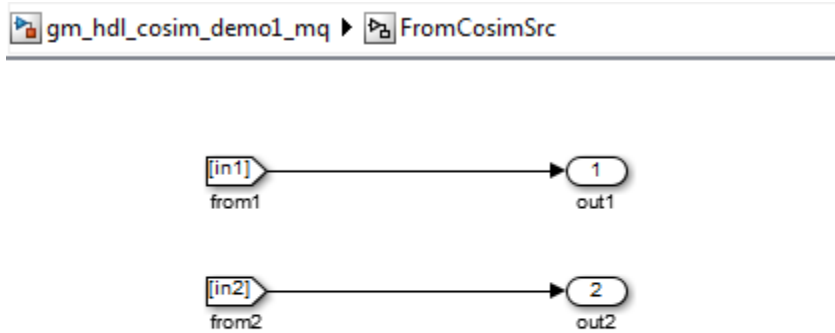 gm_hdl_cosim_demo1_mq FromCosimSrc
[in1] 1
from1 out1
[in2] 2
from2 out2